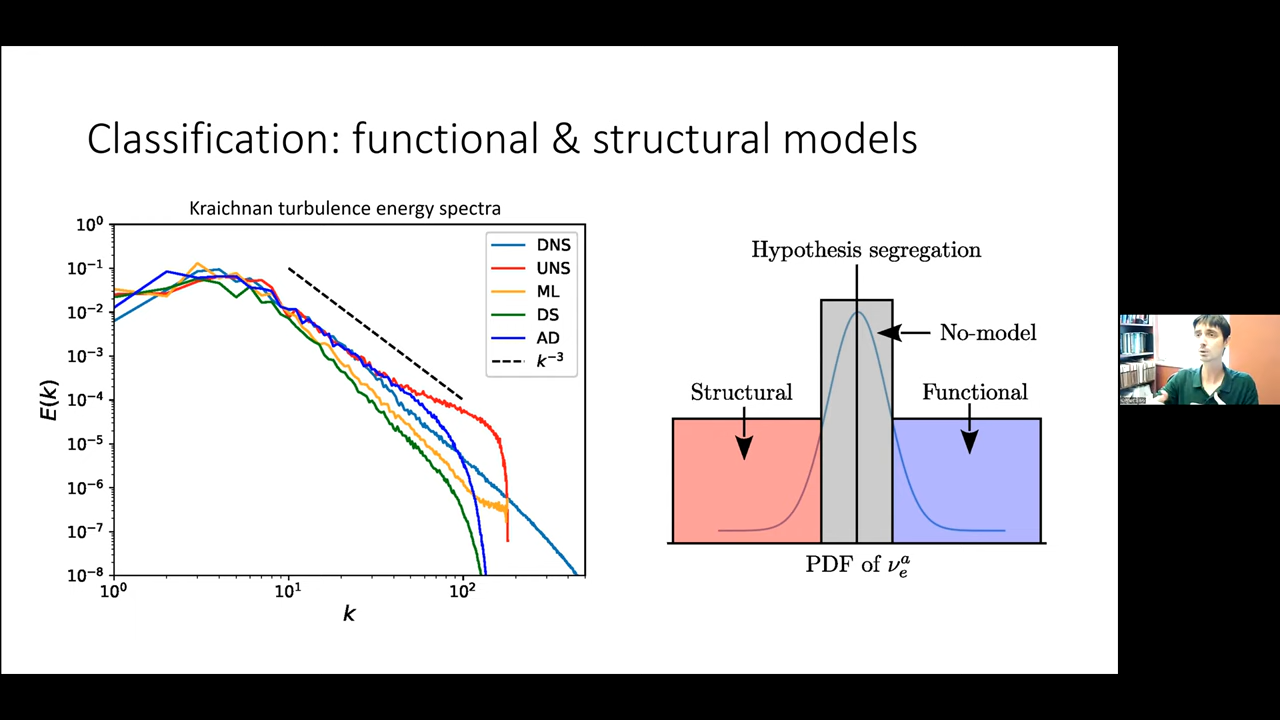 Classification: functional & structural models
Kraichnan turbulence energy spectra
10⁰
10⁻¹
10⁻²
10⁻³
10⁻⁴
10⁻⁵
10⁻⁶
10⁻⁷
10⁻⁸
E(k)
10⁰ 10¹ 10²
k
DNS
UNS
ML
DS
AD
k⁻³
Hypothesis segregation
No-model
Structural
Functional
PDF of νₑᵃ